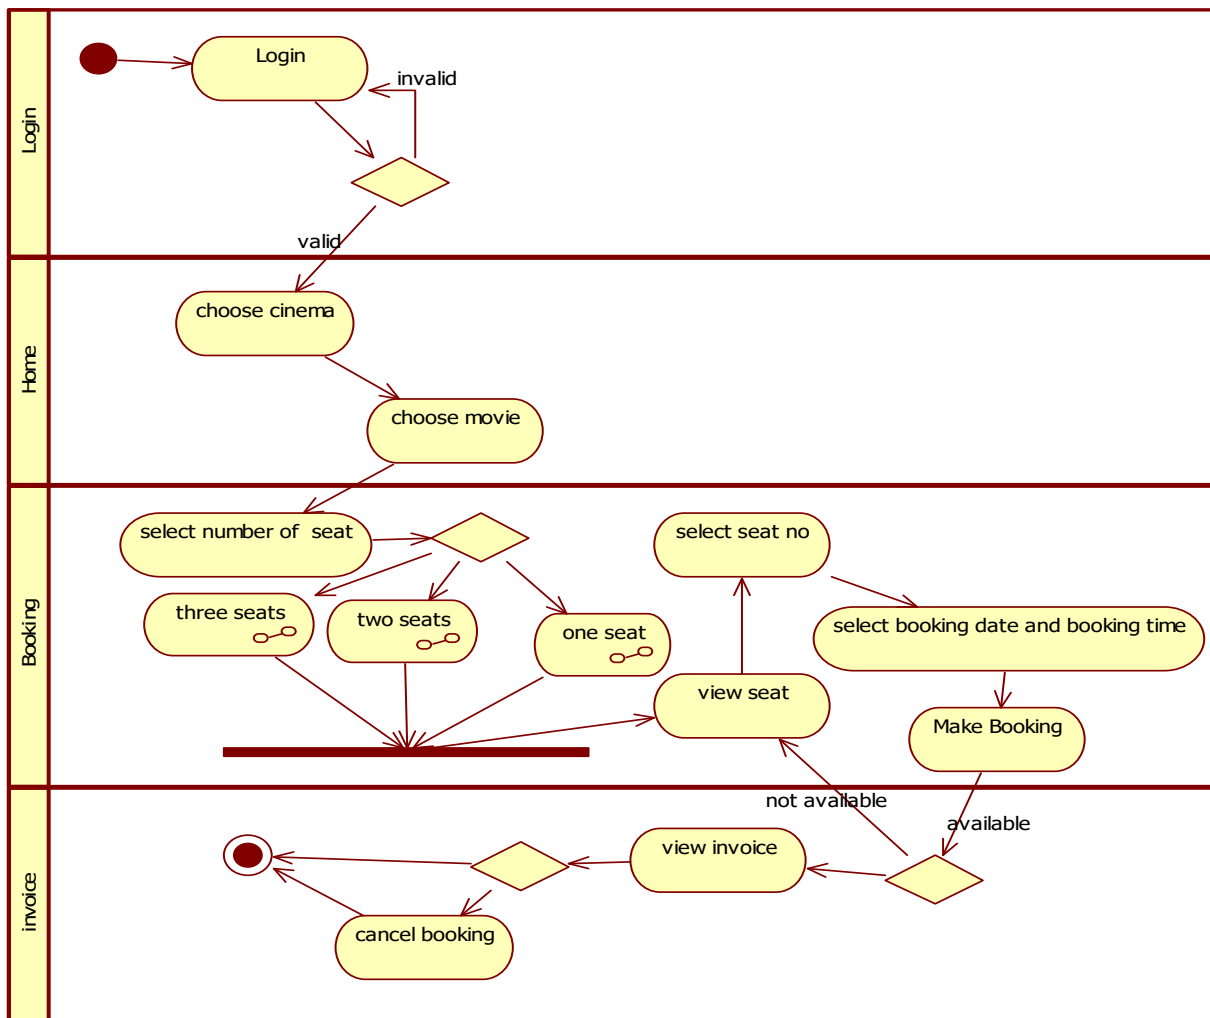 Login
Login
invalid
valid
Home
choose cinema
choose movie
Booking
select number of  seat
select seat no
three seats
two seats
one seat
select booking date and booking time
view seat
Make Booking
invoice
not available
available
view invoice
cancel booking